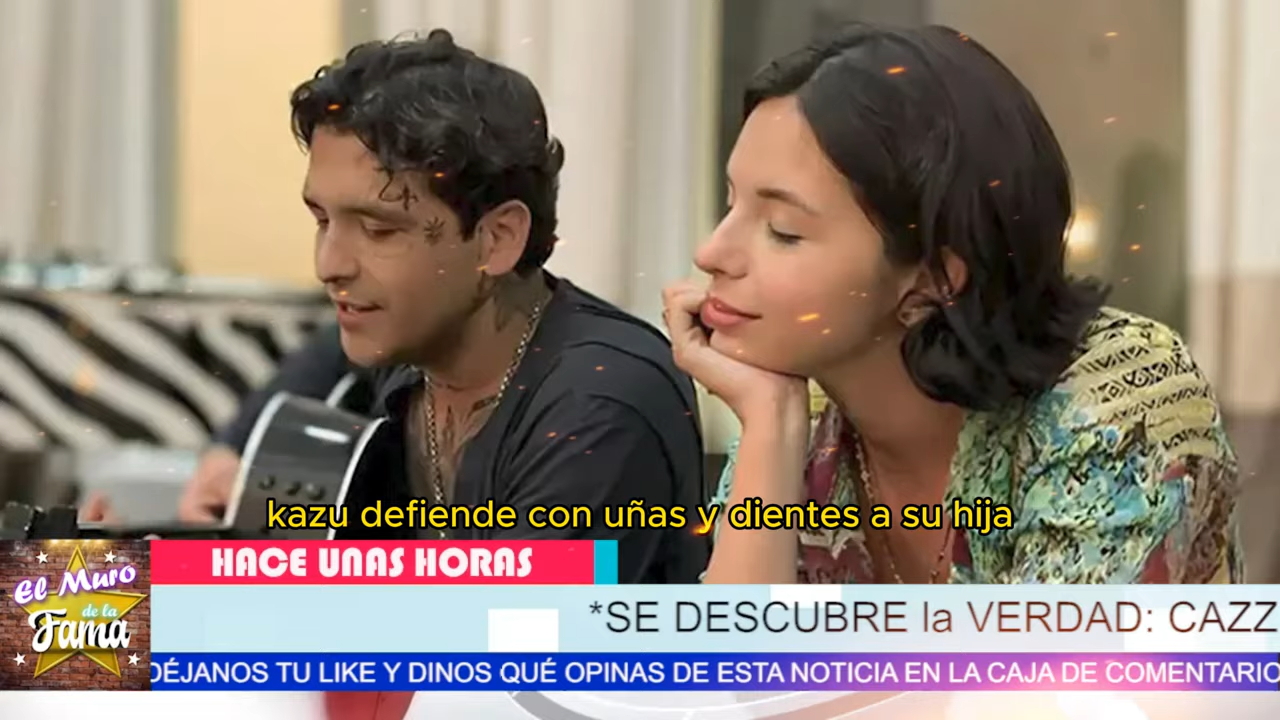 kazu defiende con uñas y dientes a su hija
HACE UNAS HORAS
El Muro
de la
Fama
*SE DESCUBRE la VERDAD: CAZZ
DÉJANOS TU LIKE Y DINOS QUÉ OPINAS DE ESTA NOTICIA EN LA CAJA DE COMENTARIO